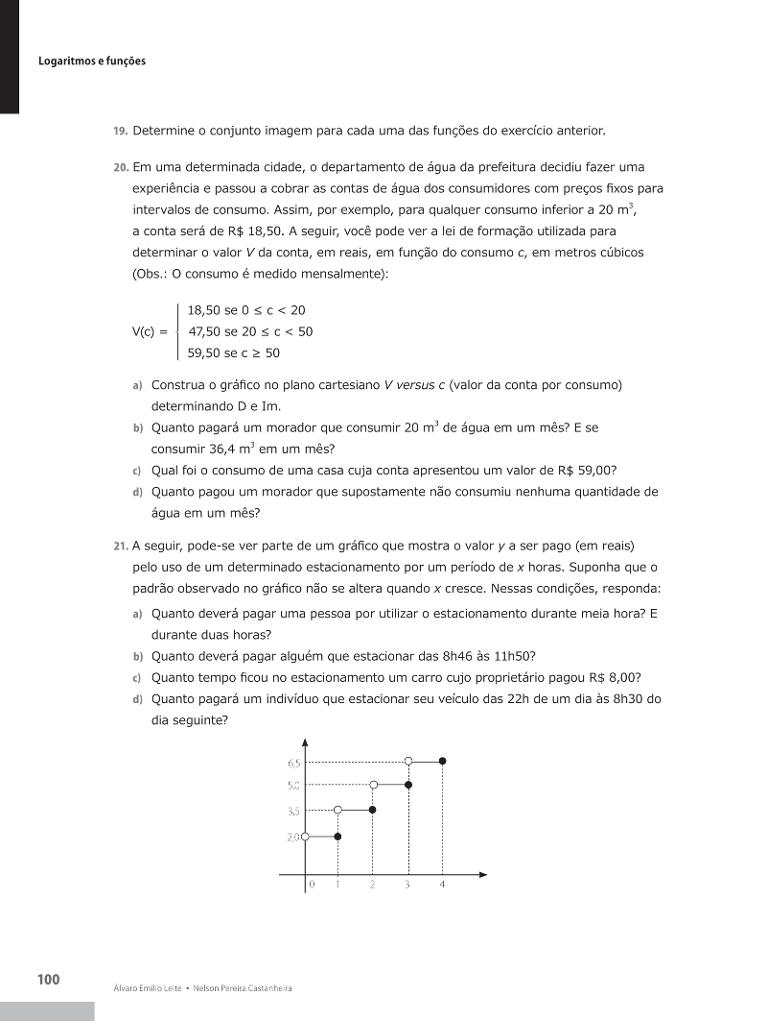 Logaritmos e funções
19. Determine o conjunto imagem para cada uma das funções do exercício anterior.
20. Em uma determinada cidade, o departamento de água da prefeitura decidiu fazer uma
experiência e passou a cobrar as contas de água dos consumidores com preços fixos para
intervalos de consumo. Assim, por exemplo, para qualquer consumo inferior a 20 m³,
a conta será de R$ 18,50. A seguir, você pode ver a lei de formação utilizada para
determinar o valor V da conta, em reais, em função do consumo c, em metros cúbicos
(Obs.: O consumo é medido mensalmente):
18,50 se 0 ≤ c < 20
V(c) = 47,50 se 20 ≤ c < 50
59,50 se c ≥ 50
a) Construa o gráfico no plano cartesiano V versus c (valor da conta por consumo)
determinando D e Im.
b) Quanto pagará um morador que consumir 20 m³ de água em um mês? E se
consumir 36,4 m³ em um mês?
c) Qual foi o consumo de uma casa cuja conta apresentou um valor de R$ 59,00?
d) Quanto pagou um morador que supostamente não consumiu nenhuma quantidade de
água em um mês?
21. A seguir, pode-se ver parte de um gráfico que mostra o valor y a ser pago (em reais)
pelo uso de um determinado estacionamento por um período de x horas. Suponha que o
padrão observado no gráfico não se altera quando x cresce. Nessas condições, responda:
a) Quanto deverá pagar uma pessoa por utilizar o estacionamento durante meia hora? E
durante duas horas?
b) Quanto deverá pagar alguém que estacionar das 8h46 às 11h50?
c) Quanto tempo ficou no estacionamento um carro cujo proprietário pagou R$ 8,00?
d) Quanto pagará um indivíduo que estacionar seu veículo das 22h de um dia às 8h30 do
dia seguinte?
6,5
5,0
3,5
2,0
0 1 2 3 4
100
Álvaro Emílio Leite • Nelson Pereira Castanheira